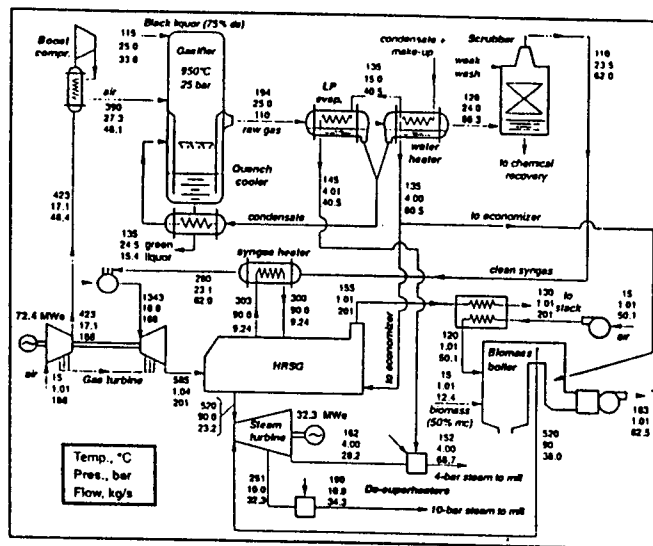 Black liquor (75% ds)
Boost
compr.
115
25.0
33.8
Gasifier
950°C
25 bar
air
390
27.3
48.1
194
25.0
110
raw gas
LP
evap.
135
15.0
40.5
condensate +
make-up
water
heater
Scrubber
weak
wash
120
24.0
66.3
110
23.5
62.0
to chemical
recovery
Quench
cooler
423
17.1
48.4
135
24.5
15.4
green
liquor
condensate
145
4.01
40.5
135
4.00
60.5
to economizer
syngas heater
clean syngas
280
23.1
62.0
303
90.0
9.24
300
90.0
9.24
155
1.01
201
130
1.01
201
to
stack
15
1.01
50.1
air
120
1.01
50.1
72.4 MWe
423
17.1
186
1343
16.6
air
15
1.01
186
Gas turbine
585
1.04
201
HRSG
to economizer
Biomass
boiler
15
1.01
12.4
biomass
(50% mc)
163
1.01
62.5
520
90
38.0
520
90.0
23.2
32.3 MWe
Steam
turbine
162
4.00
28.2
152
4.00
68.7
4-bar steam to mill
251
10.0
32.3
De-superheaters
34.3
10-bar steam to mill
Temp., °C
Pres., bar
Flow, kg/s